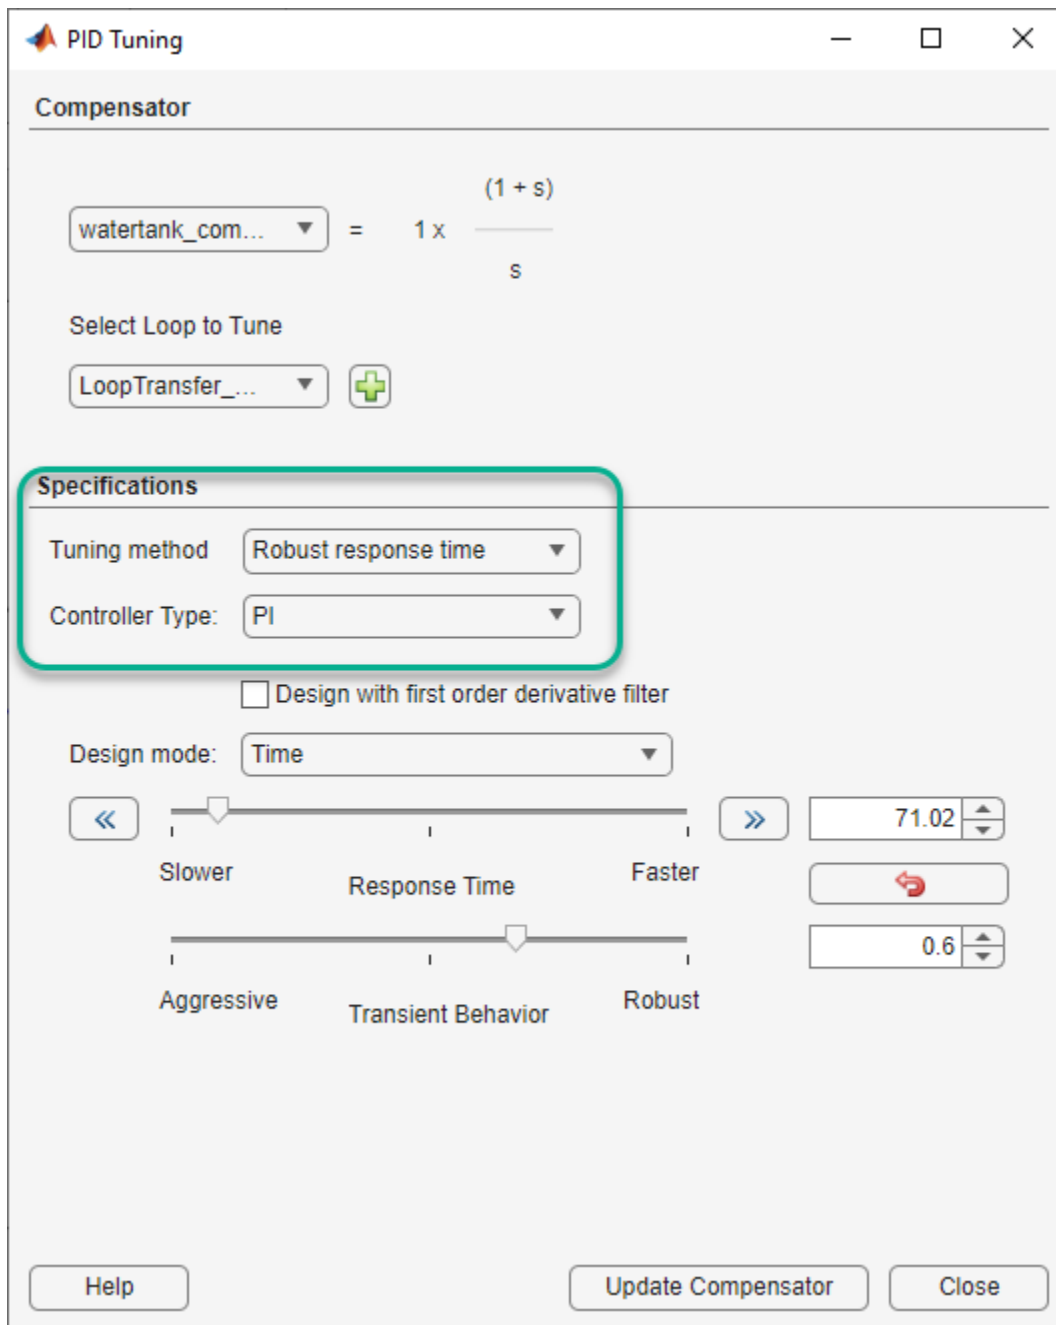 PID Tuning
Compensator
(1 + s)
watertank_com... = 1 x
s
Select Loop to Tune
LoopTransfer_...
Specifications
Tuning method Robust response time
Controller Type: PI
Design with first order derivative filter
Design mode: Time
71.02
Slower Response Time Faster
0.6
Aggressive Transient Behavior Robust
Help Update Compensator Close